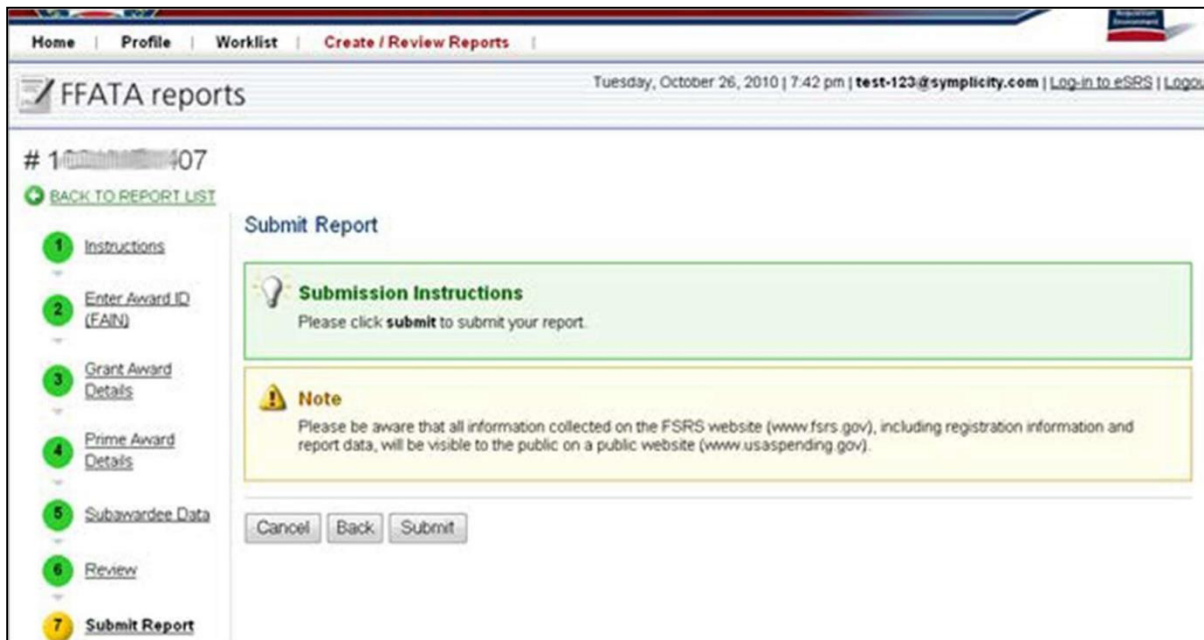 Acquisition
Environment
Home | Profile | Worklist | Create / Review Reports |
FFATA reports
Tuesday, October 26, 2010 | 7:42 pm | test-123@symplicity.com | Log-in to eSRS | Logou
# 1 07
BACK TO REPORT LIST
1 Instructions
2 Enter Award ID
(FAIN)
3 Grant Award
Details
4 Prime Award
Details
5 Subawardee Data
6 Review
7 Submit Report
Submit Report
Submission Instructions
Please click submit to submit your report.
Note
Please be aware that all information collected on the FSRS website (www.fsrs.gov), including registration information and
report data, will be visible to the public on a public website (www.usaspending.gov).
Cancel Back Submit